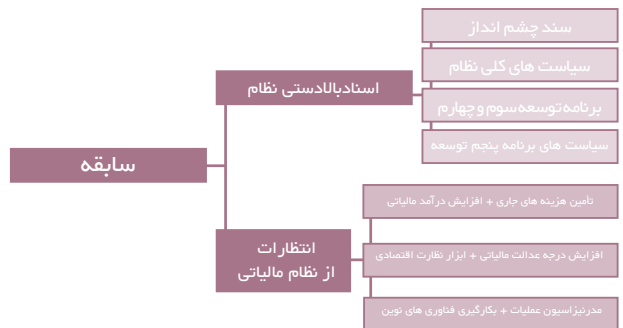 سابقه
اسنادبالادستی نظام
سند چشم انداز
سیاست های کلی نظام
برنامه توسعه سوم و چهارم
سیاست های برنامه پنجم توسعه
انتظارات
از نظام مالیاتی
تأمین هزینه های جاری + افزایش درآمد مالیاتی
افزایش درجه عدالت مالیاتی + ابزار نظارت اقتصادی
مدرنیزاسیون عملیات + بکارگیری فناوری های نوین